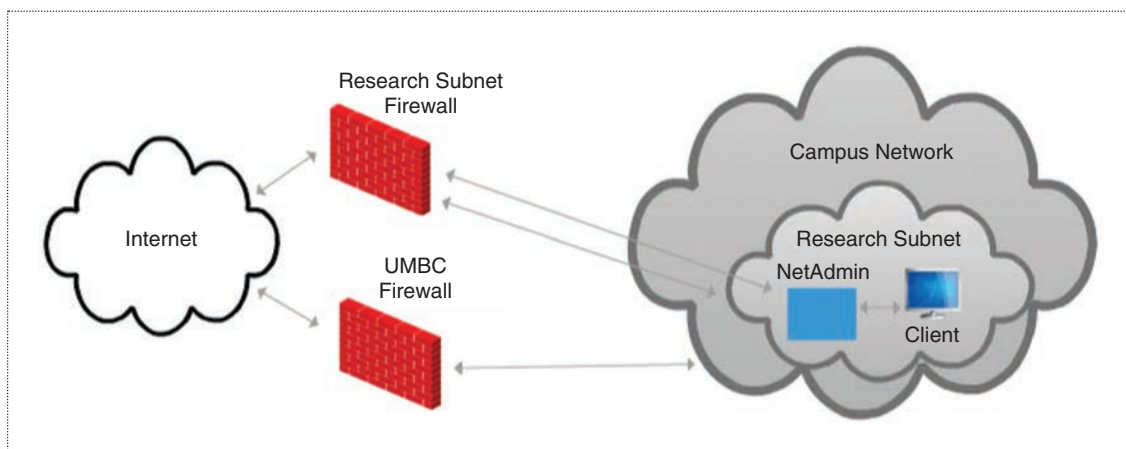 Research Subnet
Firewall
Campus Network
Internet
Research Subnet
UMBC
Firewall
NetAdmin
Client